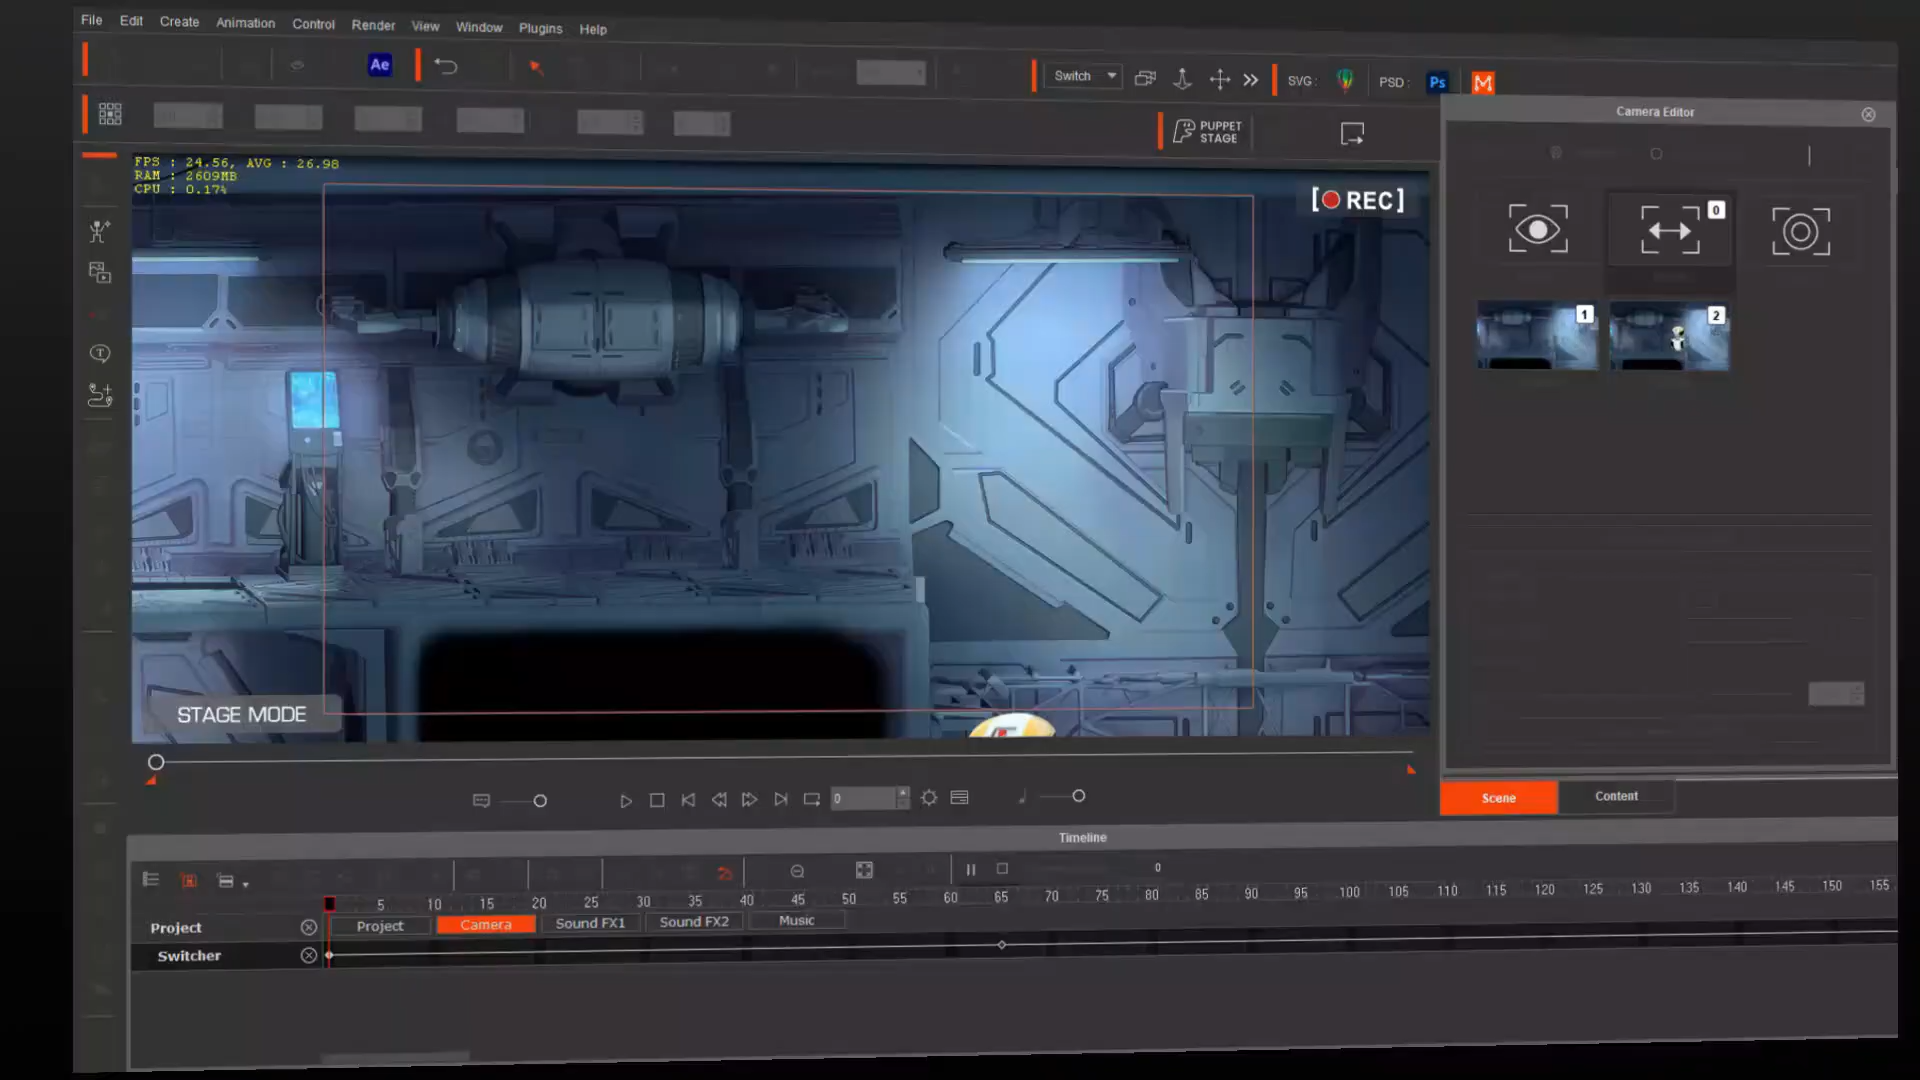 File Edit Create Animation Control Render View Window Plugins Help
Ae Switch SVG: PSD: Ps
PUPPET
STAGE
Camera Editor
FPS : 24.56, AVG : 26.98
RAM : 2609MB
CPU : 0.17%
[REC]
0
1 2
STAGE MODE
0
Scene Content
Timeline
0
5 10 15 20 25 30 35 40 45 50 55 60 65 70 75 80 85 90 95 100 105 110 115 120 125 130 135 140 145 150 155
Project Project Camera Sound FX1 Sound FX2 Music
Switcher